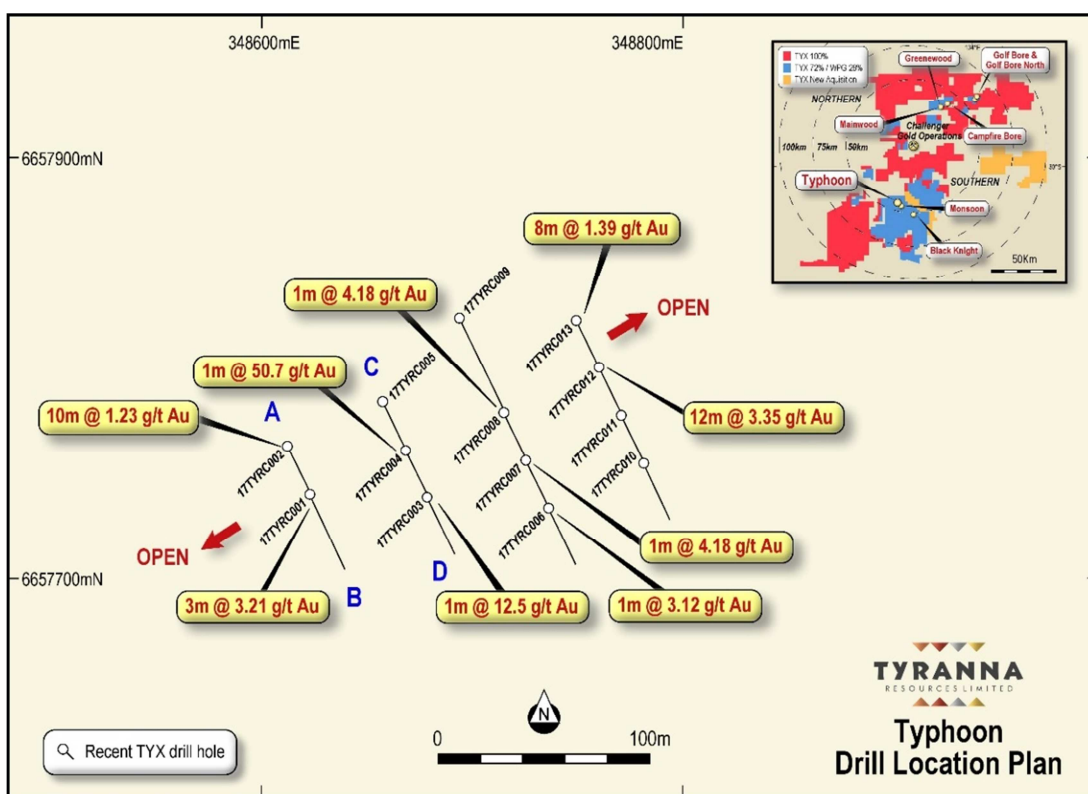 348600mE
348800mE
6657900mN
6657700mN
TYX 100%
TYX 72% / WPG 28%
TYX New Aquisition
NORTHERN
Greenewood
Golf Bore &
Golf Bore North
Mainwood
Challenger
Gold Operations
Campfire Bore
100km
75km
50km
SOUTHERN
Typhoon
Monsoon
Black Knight
50Km
8m @ 1.39 g/t Au
1m @ 4.18 g/t Au
17TYRC009
17TYRC013
OPEN
1m @ 50.7 g/t Au
C
17TYRC005
17TYRC012
10m @ 1.23 g/t Au
A
12m @ 3.35 g/t Au
17TYRC002
17TYRC004
17TYRC008
17TYRC011
17TYRC001
17TYRC003
17TYRC007
17TYRC010
17TYRC006
OPEN
1m @ 4.18 g/t Au
3m @ 3.21 g/t Au
B
D
1m @ 12.5 g/t Au
1m @ 3.12 g/t Au
TYRANNA
RESOURCES LIMITED
Typhoon
Drill Location Plan
Recent TYX drill hole
N
0
100m